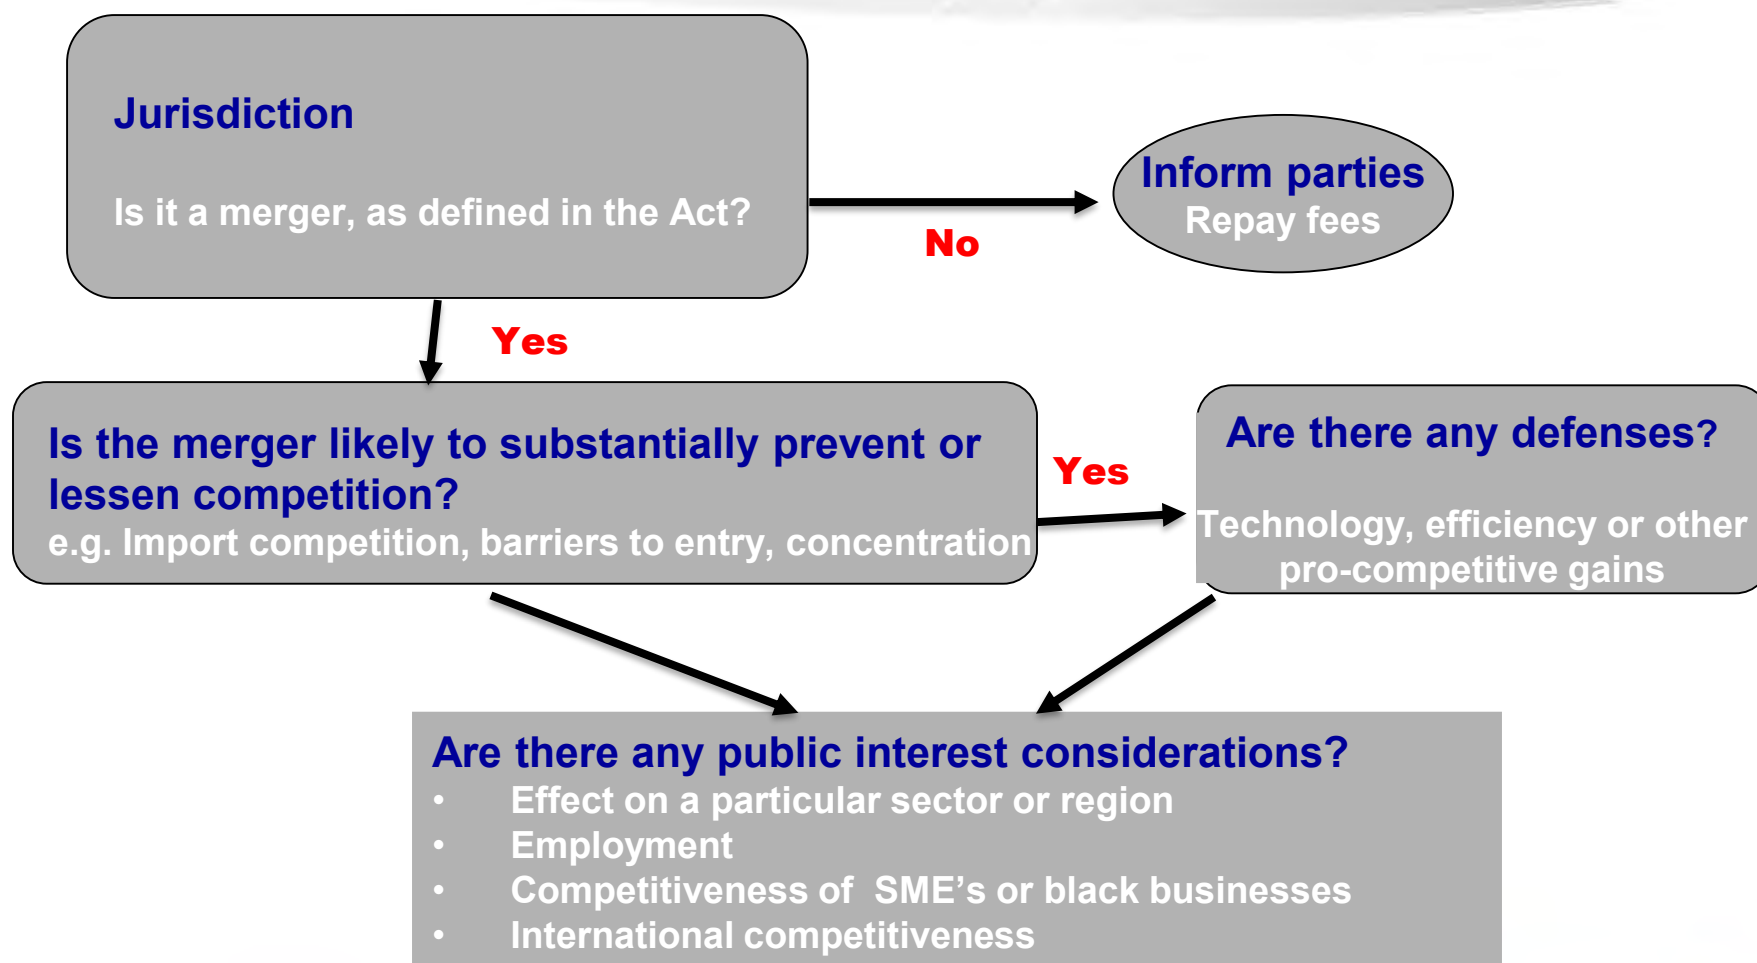 Jurisdiction
Is it a merger, as defined in the Act?
No
Inform parties
Repay fees
Yes
Is the merger likely to substantially prevent or
lessen competition?
e.g. Import competition, barriers to entry, concentration
Yes
Are there any defenses?
Technology, efficiency or other
pro-competitive gains
Are there any public interest considerations?
• Effect on a particular sector or region
• Employment
• Competitiveness of SME’s or black businesses
• International competitiveness